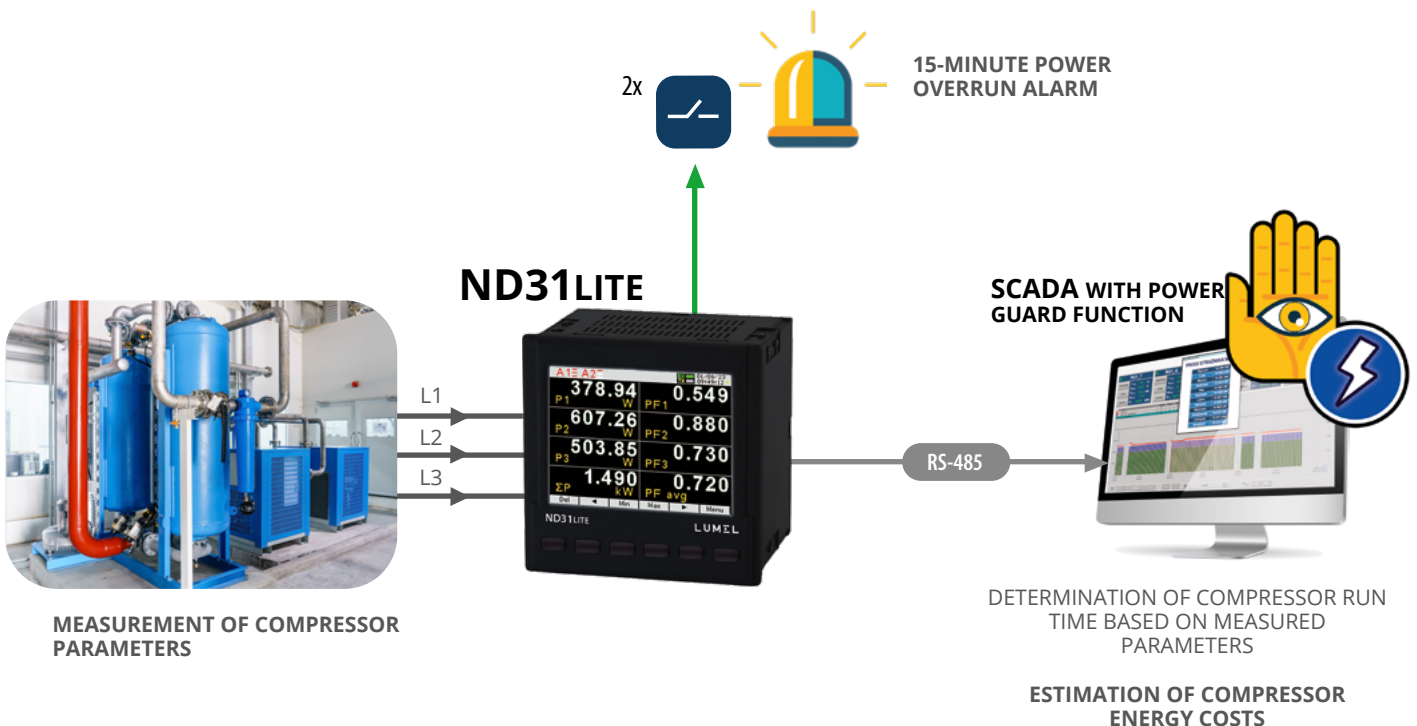 2x
15-MINUTE POWER
OVERRUN ALARM
ND31LITE
SCADA WITH POWER
GUARD FUNCTION
L1
L2
L3
A1 A2
P1 378.94 W PF1 0.549
P2 607.26 W PF2 0.880
P3 503.85 W PF3 0.730
ΣP 1.490 kW PF avg 0.720
Del ◄ Min Max ► Menu
ND31LITE LUMEL
RS-485
MEASUREMENT OF COMPRESSOR
PARAMETERS
DETERMINATION OF COMPRESSOR RUN
TIME BASED ON MEASURED
PARAMETERS
ESTIMATION OF COMPRESSOR
ENERGY COSTS